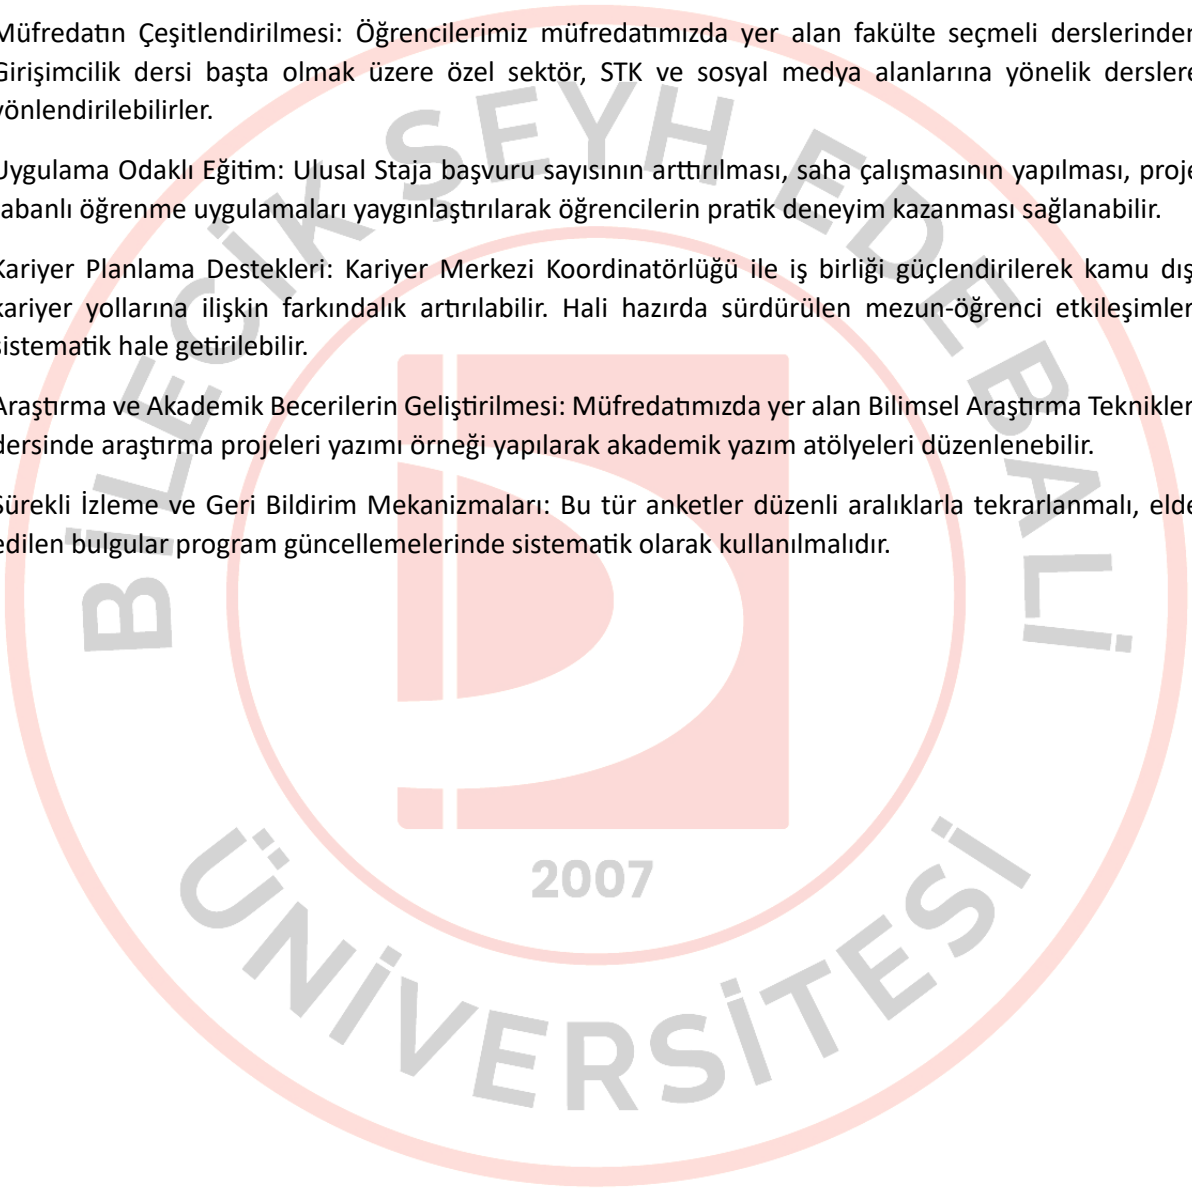 Müfredatın Çeşitlendirilmesi: Öğrencilerimiz müfredatımızda yer alan fakülte seçmeli derslerinden
Girişimcilik dersi başta olmak üzere özel sektör, STK ve sosyal medya alanlarına yönelik derslere
yönlendirilebilirler.
Uygulama Odaklı Eğitim: Ulusal Staja başvuru sayısının arttırılması, saha çalışmasının yapılması, proje
tabanlı öğrenme uygulamaları yaygınlaştırılarak öğrencilerin pratik deneyim kazanması sağlanabilir.
Kariyer Planlama Destekleri: Kariyer Merkezi Koordinatörlüğü ile iş birliği güçlendirilerek kamu dış
kariyer yollarına ilişkin farkındalık artırılabilir. Hali hazırda sürdürülen mezun-öğrenci etkileşimler
sistematik hale getirilebilir.
Araştırma ve Akademik Becerilerin Geliştirilmesi: Müfredatımızda yer alan Bilimsel Araştırma Teknikler
dersinde araştırma projeleri yazımı örneği yapılarak akademik yazım atölyeleri düzenlenebilir.
Sürekli İzleme ve Geri Bildirim Mekanizmaları: Bu tür anketler düzenli aralıklarla tekrarlanmalı, elde
edilen bulgular program güncellemelerinde sistematik olarak kullanılmalıdır.
BİLECİK ŞEYH EDEBALİ
2007
ÜNİVERSİTESİ